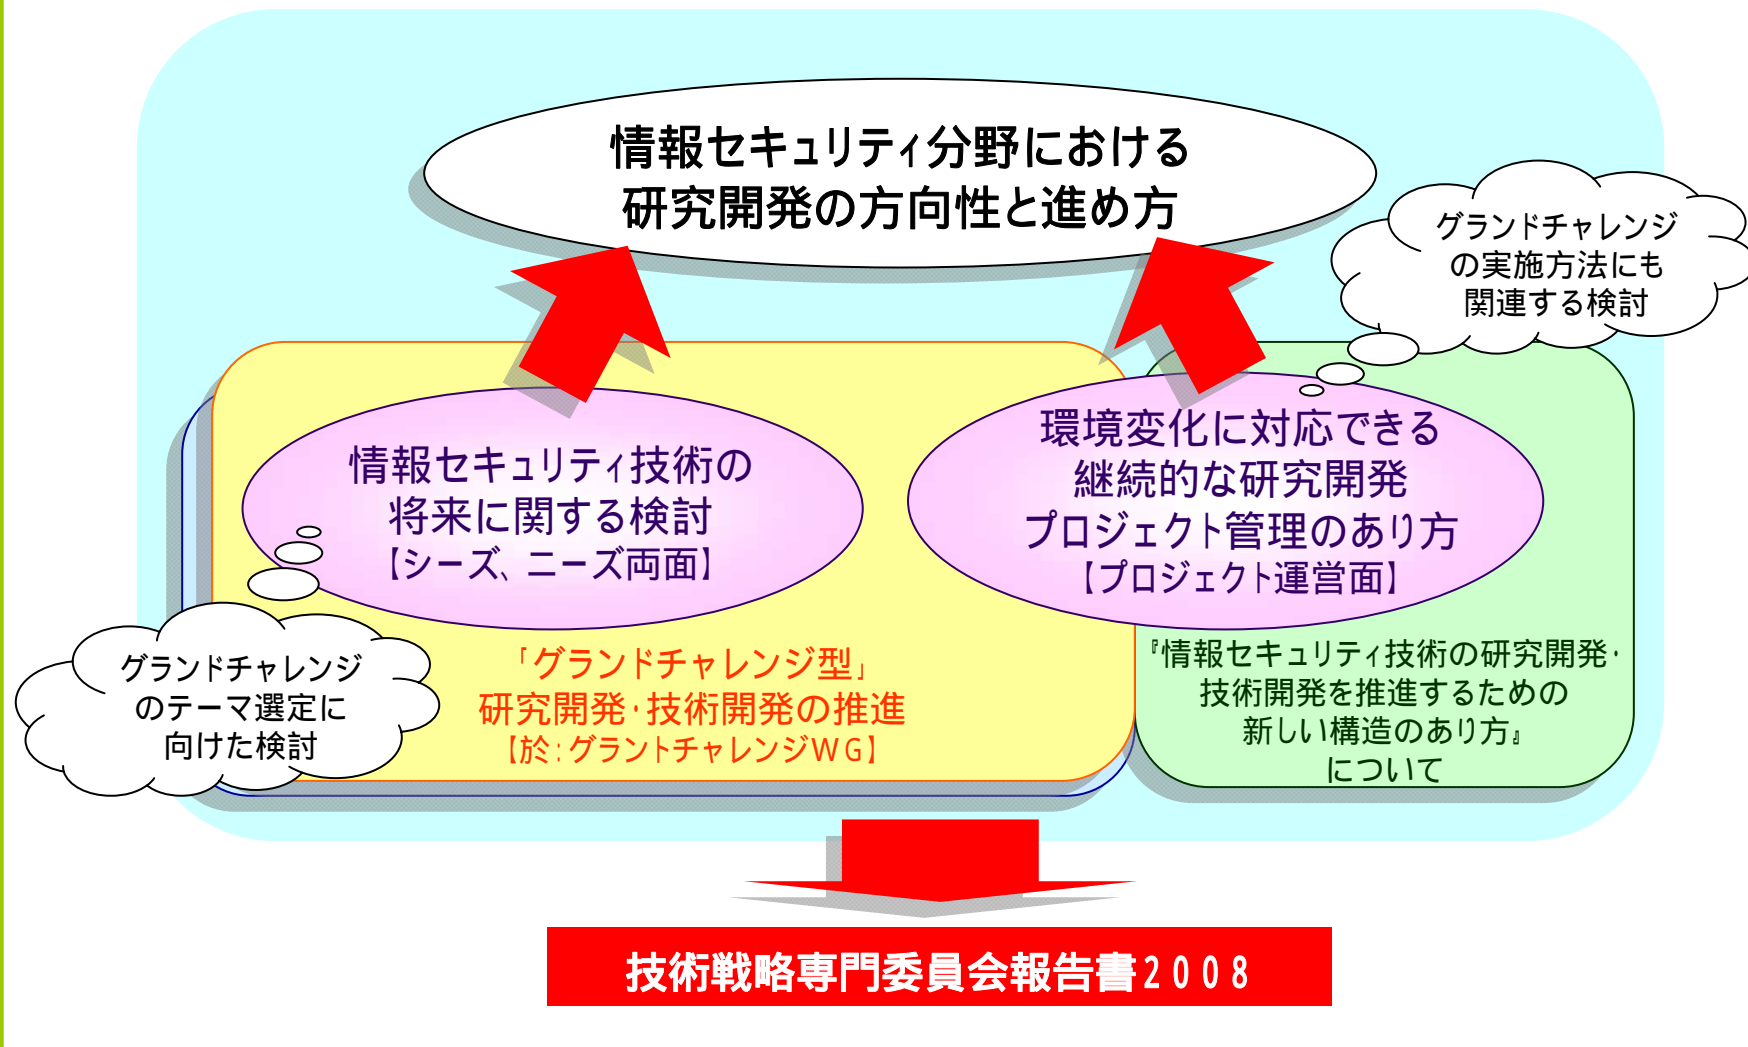 情報セキュリティ分野における
研究開発の方向性と進め方
グランドチャレンジ
の実施方法にも
関連する検討
情報セキュリティ技術の
将来に関する検討
【シーズ、ニーズ両面】
環境変化に対応できる
継続的な研究開発
プロジェクト管理のあり方
【プロジェクト運営面】
グランドチャレンジ
のテーマ選定に
向けた検討
「グランドチャレンジ型」
研究開発・技術開発の推進
【於：グラントチャレンジＷＧ】
『情報セキュリティ技術の研究開発・
技術開発を推進するための
新しい構造のあり方』
について
技術戦略専門委員会報告書２００８